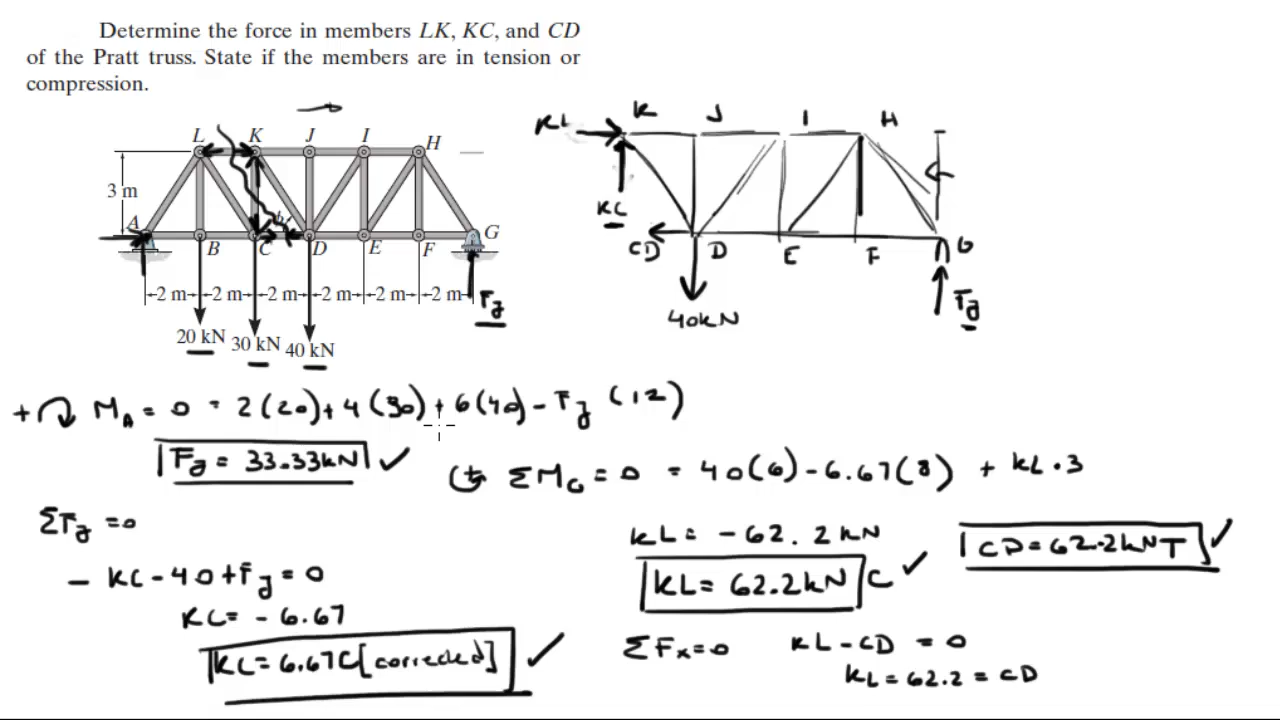 Determine the force in members LK, KC, and CD
of the Pratt truss. State if the members are in tension or
compression.
L K J I H
3 m
A B C D E F G
2 m 2 m 2 m 2 m 2 m 2 m
Fy
20 kN 30 kN 40 kN
K J I H
KL
KC
CD D E F G
40kN
Fy
+ MA = 0 = 2(20)+4(30)+6(40)-Fy(12)
Fy = 33.33kN ✓
ΣMG = 0 = 40(6)-6.67(8) + KL·3
ΣFy =0
KL= -62.2kN
CD=62.2kN T ✓
- KC-40+Fy=0
KL= 62.2kN C ✓
KC= -6.67
KC=6.67C[corrected] ✓
ΣFx=0 KL-CD = 0
KL=62.2=CD